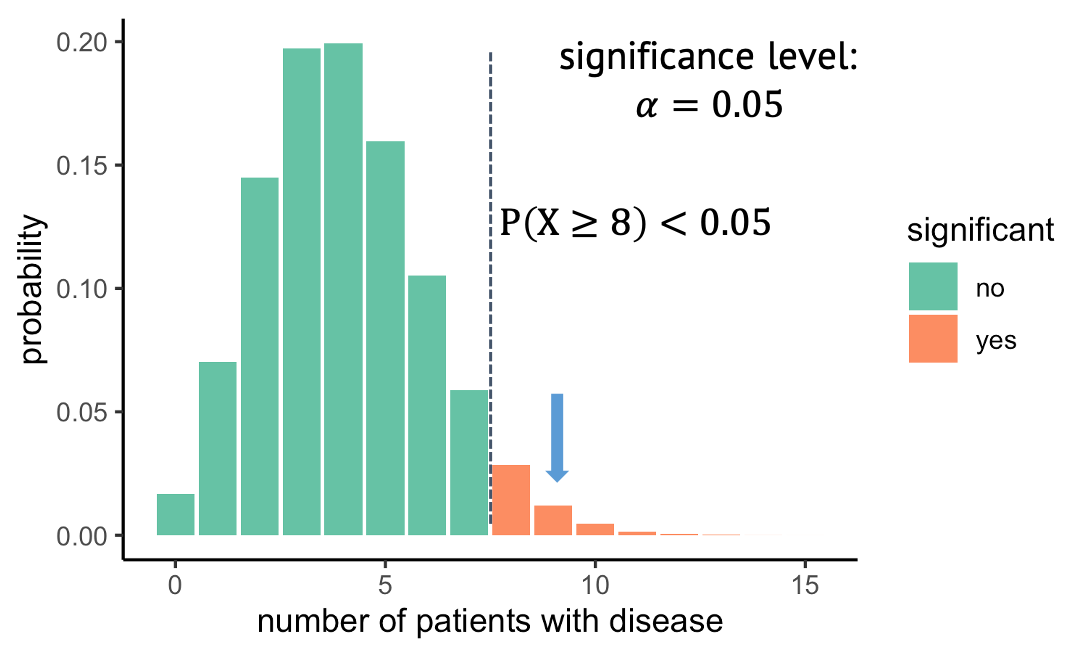 significance level:
α = 0.05
P(X ≥ 8) < 0.05
probability
0.20
0.15
0.10
0.05
0.00
0
5
10
15
number of patients with disease
significant
no
yes